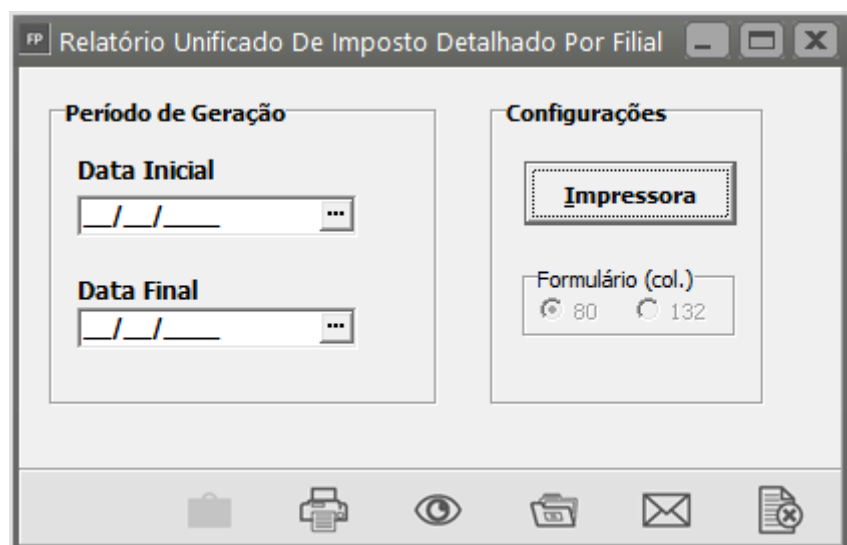 FP Relatório Unificado De Imposto Detalhado Por Filial
Período de Geração
Data Inicial
__/__/____ ...
Data Final
__/__/____ ...
Configurações
Impressora
Formulário (col.)
80 132